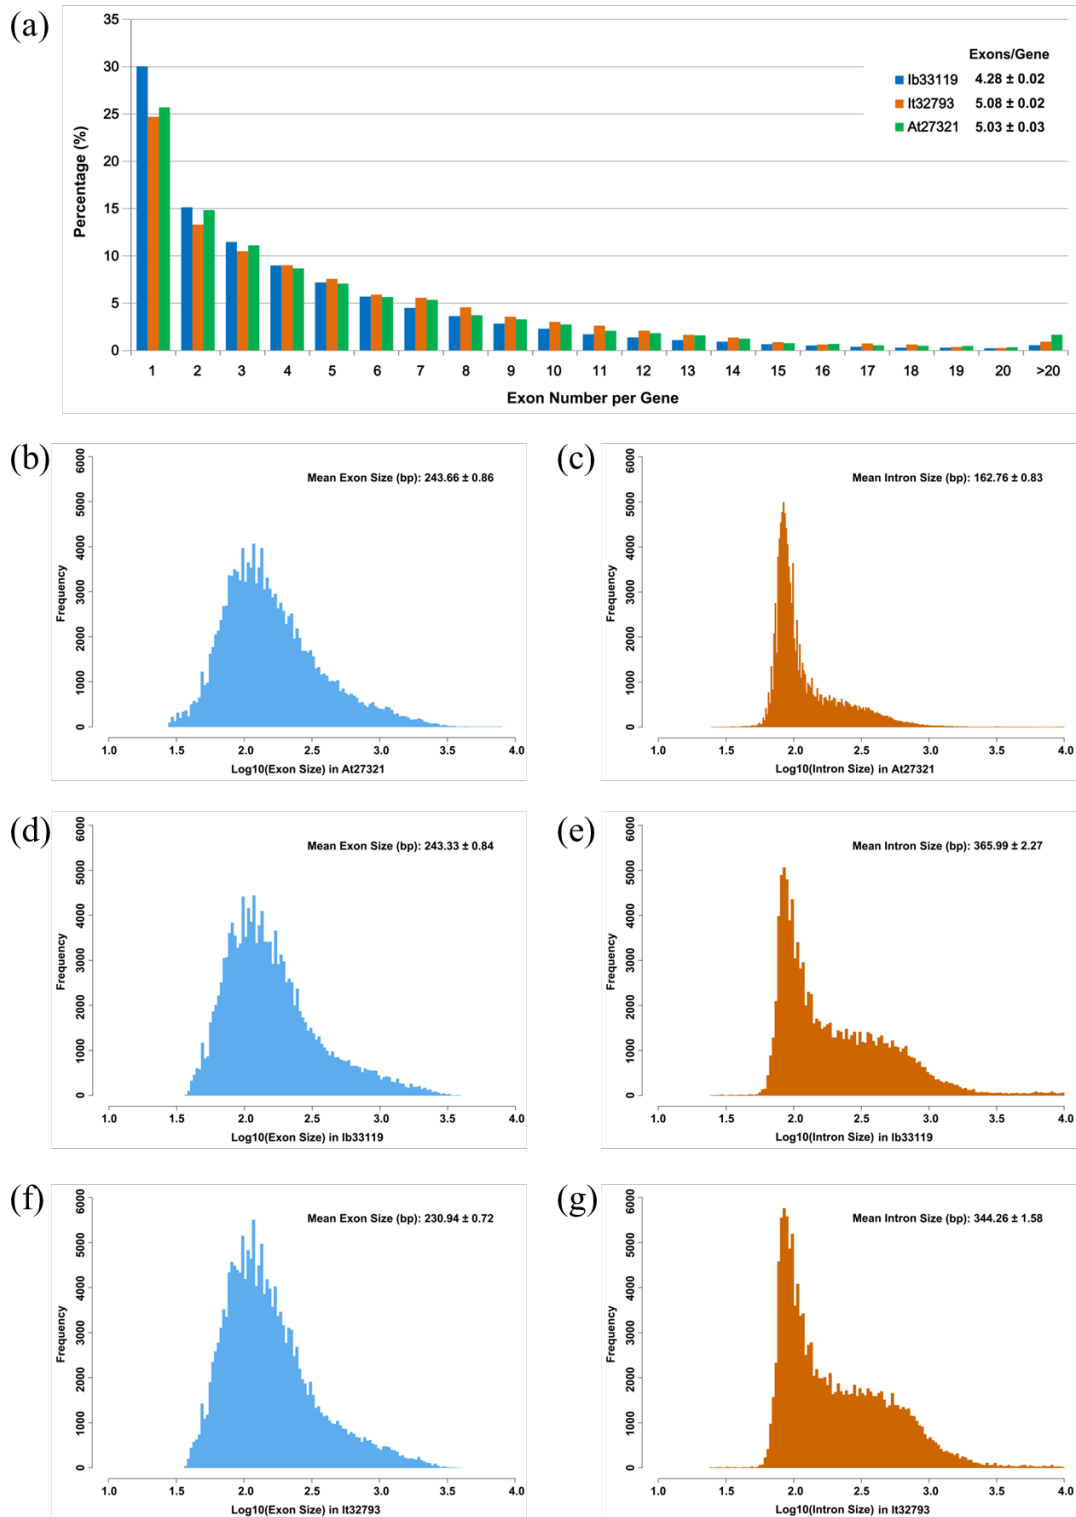 (a)
35
30
25
20
15
10
5
0
Percentage (%)
Exons/Gene
Ib33119 4.28 ± 0.02
It32793 5.08 ± 0.02
At27321 5.03 ± 0.03
1 2 3 4 5 6 7 8 9 10 11 12 13 14 15 16 17 18 19 20 >20
Exon Number per Gene
(b)
Mean Exon Size (bp): 243.66 ± 0.86
Frequency
0 1000 2000 3000 4000 5000 6000
1.0 1.5 2.0 2.5 3.0 3.5 4.0
Log10(Exon Size) in At27321
(c)
Mean Intron Size (bp): 162.76 ± 0.83
Frequency
0 1000 2000 3000 4000 5000 6000
1.0 1.5 2.0 2.5 3.0 3.5 4.0
Log10(Intron Size) in At27321
(d)
Mean Exon Size (bp): 243.33 ± 0.84
Frequency
0 1000 2000 3000 4000 5000 6000
1.0 1.5 2.0 2.5 3.0 3.5 4.0
Log10(Exon Size) in Ib33119
(e)
Mean Intron Size (bp): 365.99 ± 2.27
Frequency
0 1000 2000 3000 4000 5000 6000
1.0 1.5 2.0 2.5 3.0 3.5 4.0
Log10(Intron Size) in Ib33119
(f)
Mean Exon Size (bp): 230.94 ± 0.72
Frequency
0 1000 2000 3000 4000 5000 6000
1.0 1.5 2.0 2.5 3.0 3.5 4.0
Log10(Exon Size) in It32793
(g)
Mean Intron Size (bp): 344.26 ± 1.58
Frequency
0 1000 2000 3000 4000 5000 6000
1.0 1.5 2.0 2.5 3.0 3.5 4.0
Log10(Intron Size) in It32793